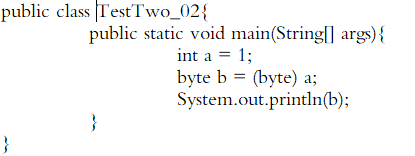 public class TestTwo_02{
public static void main(String[] args){
int a = 1;
byte b = (byte) a;
System.out.println(b);
}
}